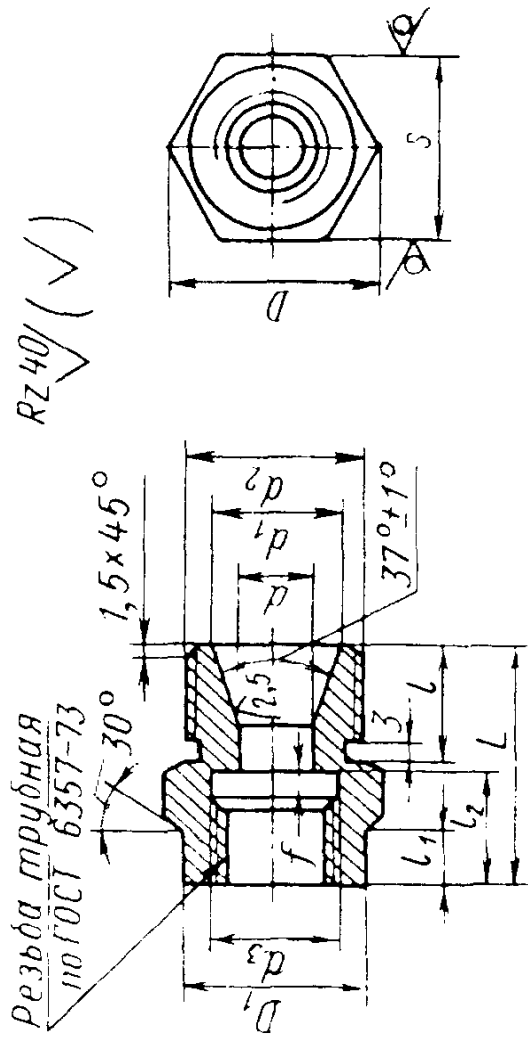 Резьба трубная
по ГОСТ 6357-73
30°
1,5×45°
Rz 40
(√)
D₁
d₃
f
2,5
d
d₁
d₂
37°±1°
l₁
l₂
3
l
L
D
S